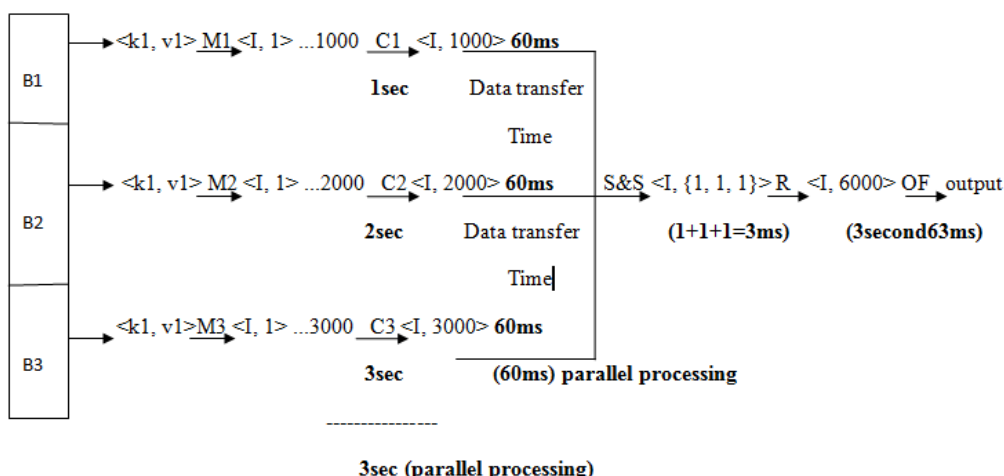 B1
<k1, v1> M1 <I, 1> ...1000 C1 <I, 1000> 60ms
1sec Data transfer
Time
B2
<k1, v1> M2 <I, 1> ...2000 C2 <I, 2000> 60ms S&S <I, {1, 1, 1}> R <I, 6000> OF output
2sec Data transfer (1+1+1=3ms) (3second63ms)
Time
B3
<k1, v1>M3 <I, 1> ...3000 C3 <I, 3000> 60ms
3sec (60ms) parallel processing
----------------
3sec (parallel processing)